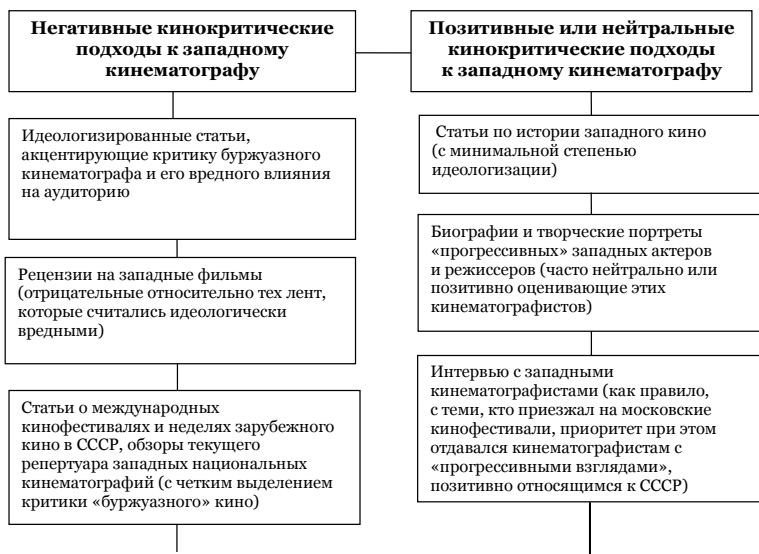 Негативные кинокритические
подходы к западному
кинематографу
Идеологизированные статьи,
акцентирующие критику буржуазного
кинематографа и его вредного влияния
на аудиторию
Рецензии на западные фильмы
(отрицательные относительно тех лент,
которые считались идеологически
вредными)
Статьи о международных
кинофестивалях и неделях зарубежного
кино в СССР, обзоры текущего
репертуара западных национальных
кинематографий (с четким выделением
критики «буржуазного» кино)
Позитивные или нейтральные
кинокритические подходы
к западному кинематографу
Статьи по истории западного кино
(с минимальной степенью
идеологизации)
Биографии и творческие портреты
«прогрессивных» западных актеров
и режиссеров (часто нейтрально или
позитивно оценивающие этих
кинематографистов)
Интервью с западными
кинематографистами (как правило,
с теми, кто приезжал на московские
кинофестивали, приоритет при этом
отдавался кинематографистам с
«прогрессивными взглядами»,
позитивно относящимся к СССР)